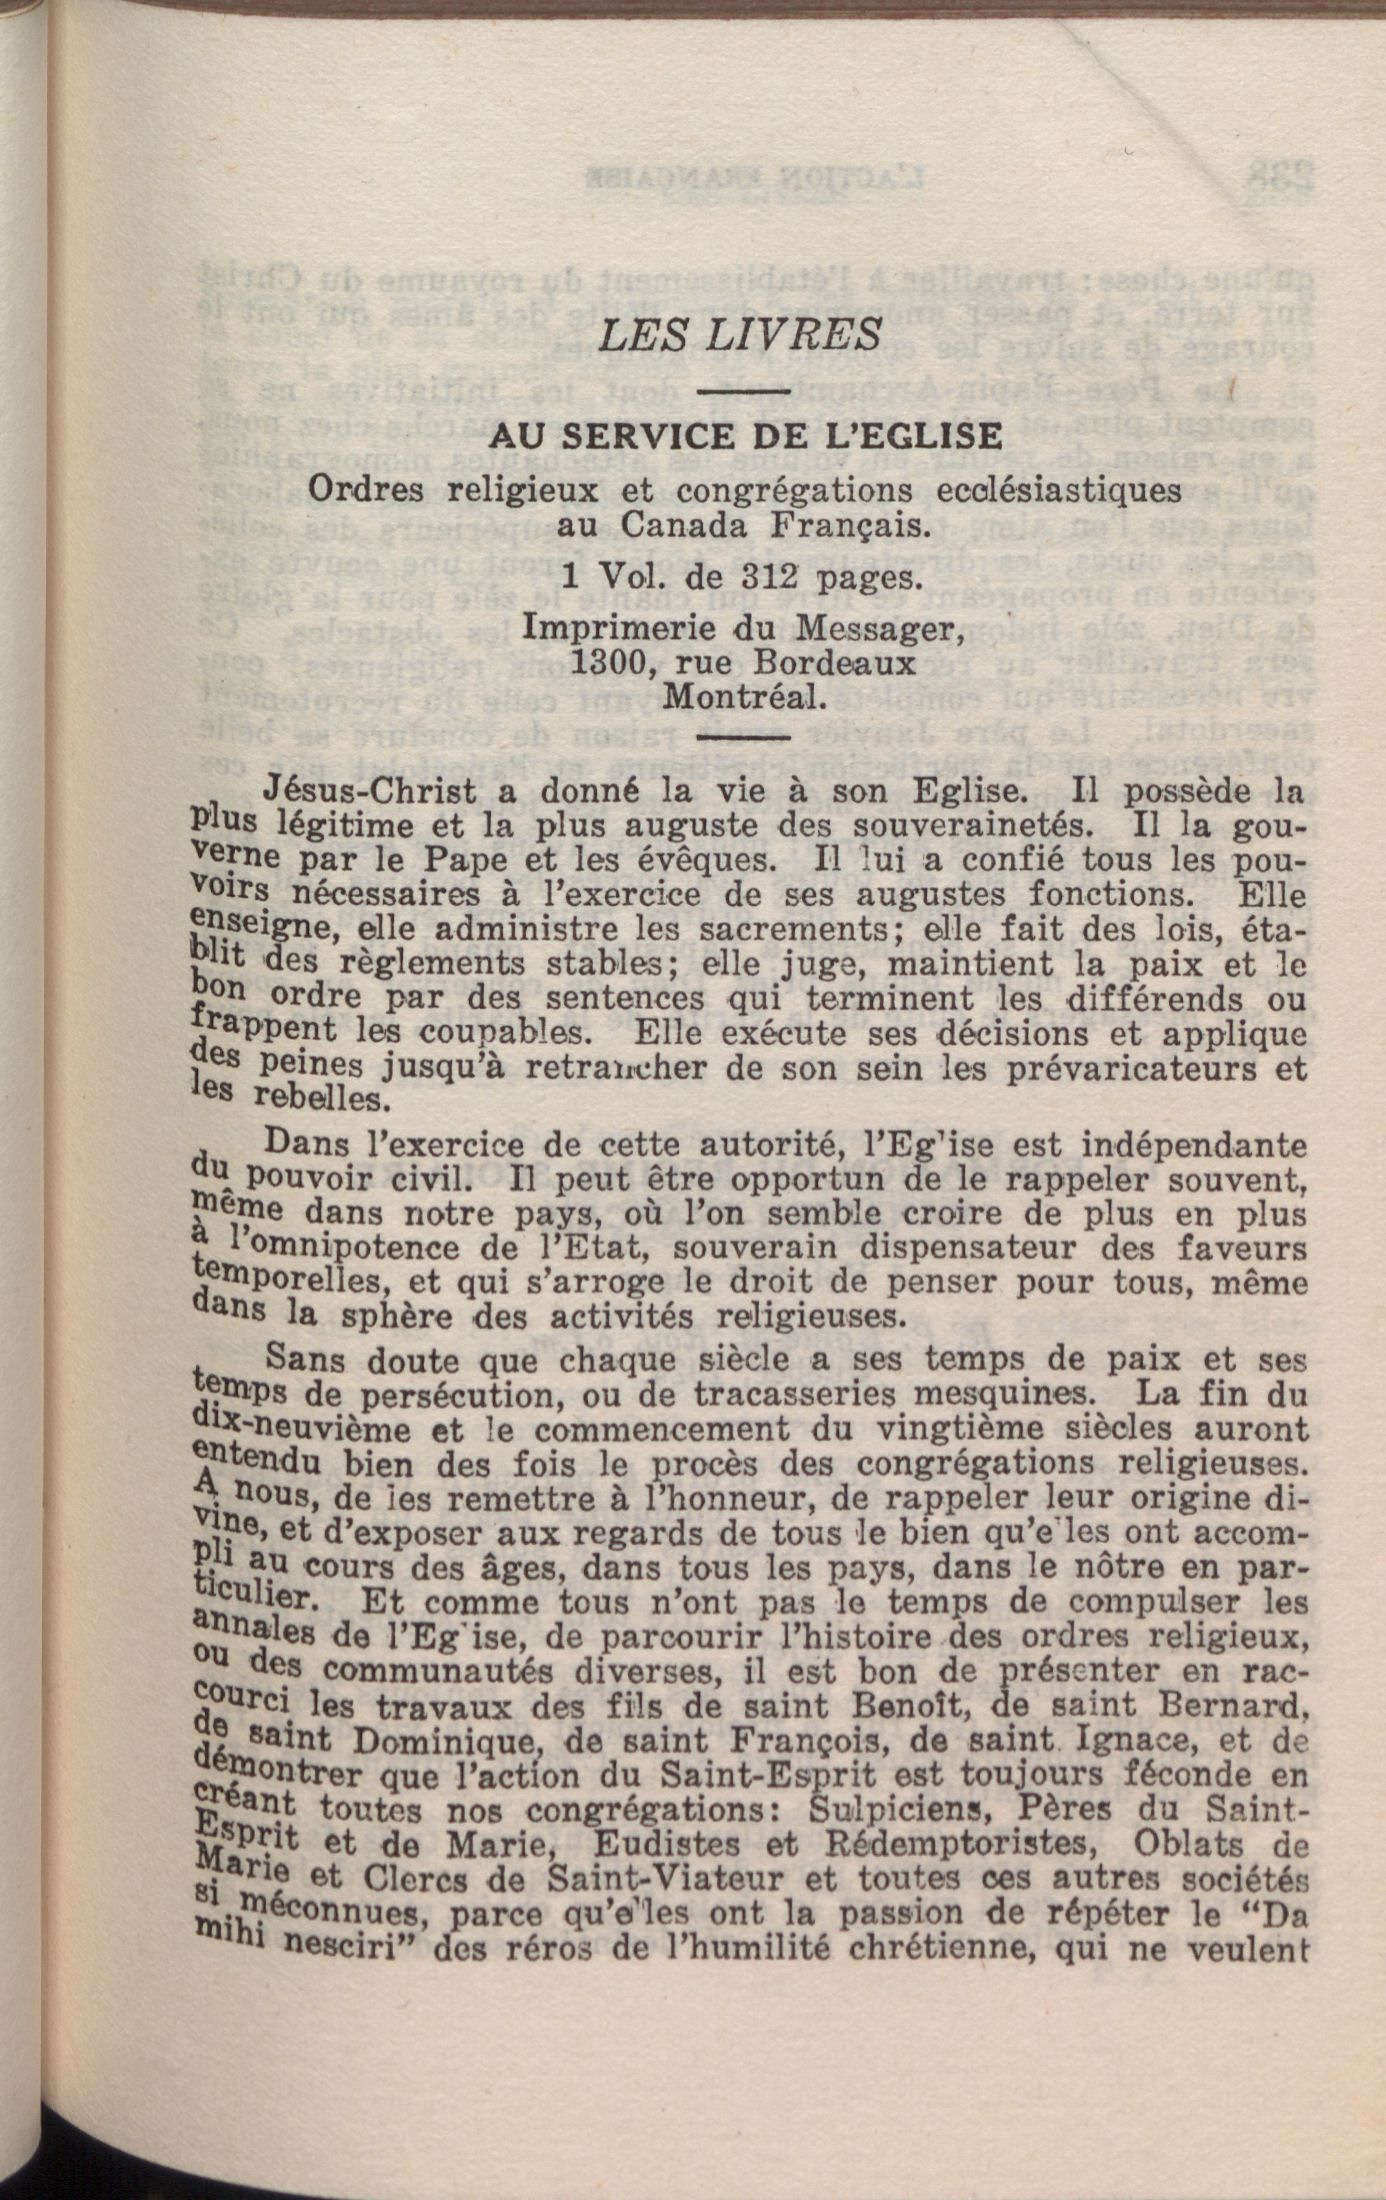 LES LIVRES
AU SERVICE DE L'EGLISE
Ordres religieux et congrégations ecclésiastiques
au Canada Français.
1 Vol. de 312 pages.
Imprimerie du Messager,
1300, rue Bordeaux
Montréal.
Jésus-Christ a donné la vie à son Eglise. Il possède la
plus légitime et la plus auguste des souverainetés. Il la gou-
verne par le Pape et les évêques. Il lui a confié tous les pou-
voirs nécessaires à l'exercice de ses augustes fonctions. Elle
enseigne, elle administre les sacrements; elle fait des lois, éta-
blit des règlements stables; elle juge, maintient la paix et le
bon ordre par des sentences qui terminent les différends ou
frappent les coupables. Elle exécute ses décisions et applique
des peines jusqu'à retrancher de son sein les prévaricateurs et
les rebelles.
Dans l'exercice de cette autorité, l'Eglise est indépendante
du pouvoir civil. Il peut être opportun de le rappeler souvent,
même dans notre pays, où l'on semble croire de plus en plus
à l'omnipotence de l'Etat, souverain dispensateur des faveurs
temporelles, et qui s'arroge le droit de penser pour tous, même
dans la sphère des activités religieuses.
Sans doute que chaque siècle a ses temps de paix et ses
temps de persécution, ou de tracasseries mesquines. La fin du
dix-neuvième et le commencement du vingtième siècles auront
entendu bien des fois le procès des congrégations religieuses.
A nous, de les remettre à l'honneur, de rappeler leur origine di-
vine, et d'exposer aux regards de tous le bien qu'elles ont accom-
pli au cours des âges, dans tous les pays, dans le nôtre en par-
ticulier. Et comme tous n'ont pas le temps de compulser les
annales de l'Eglise, de parcourir l'histoire des ordres religieux,
ou des communautés diverses, il est bon de présenter en rac-
courci les travaux des fils de saint Benoît, de saint Bernard,
de saint Dominique, de saint François, de saint Ignace, et de
démontrer que l'action du Saint-Esprit est toujours féconde en
créant toutes nos congrégations: Sulpiciens, Pères du Saint-
Esprit et de Marie, Eudistes et Rédemptoristes, Oblats de
Marie et Clercs de Saint-Viateur et toutes ces autres sociétés
si méconnues, parce qu'elles ont la passion de répéter le "Da
mihi nesciri" des réros de l'humilité chrétienne, qui ne veulent